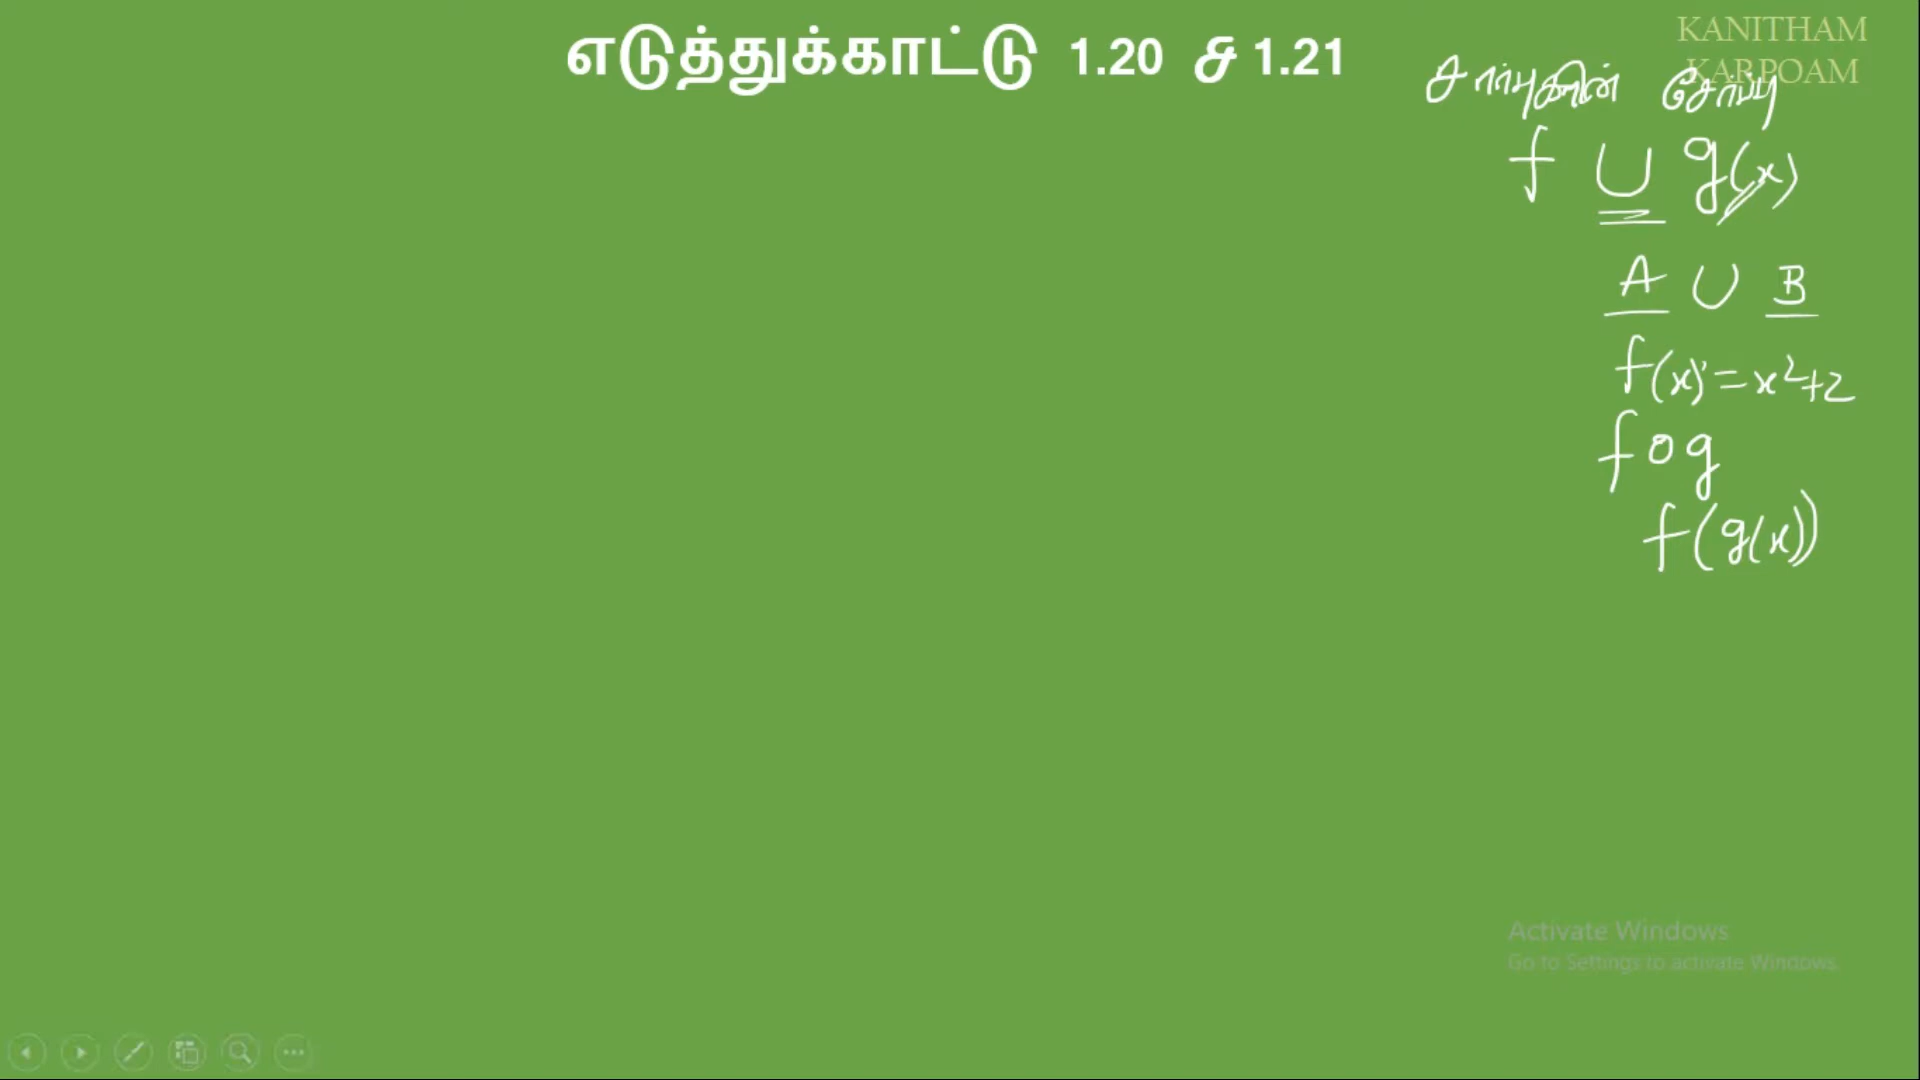 எடுத்துக்காட்டு 1.20 ச 1.21
KANITHAM
KARPOAM
சார்புகளின் சேர்ப்பு
f ∪ g(x)
A ∪ B
f(x) = x²+2
fog
f(g(x))
Activate Windows
Go to Settings to activate Windows.